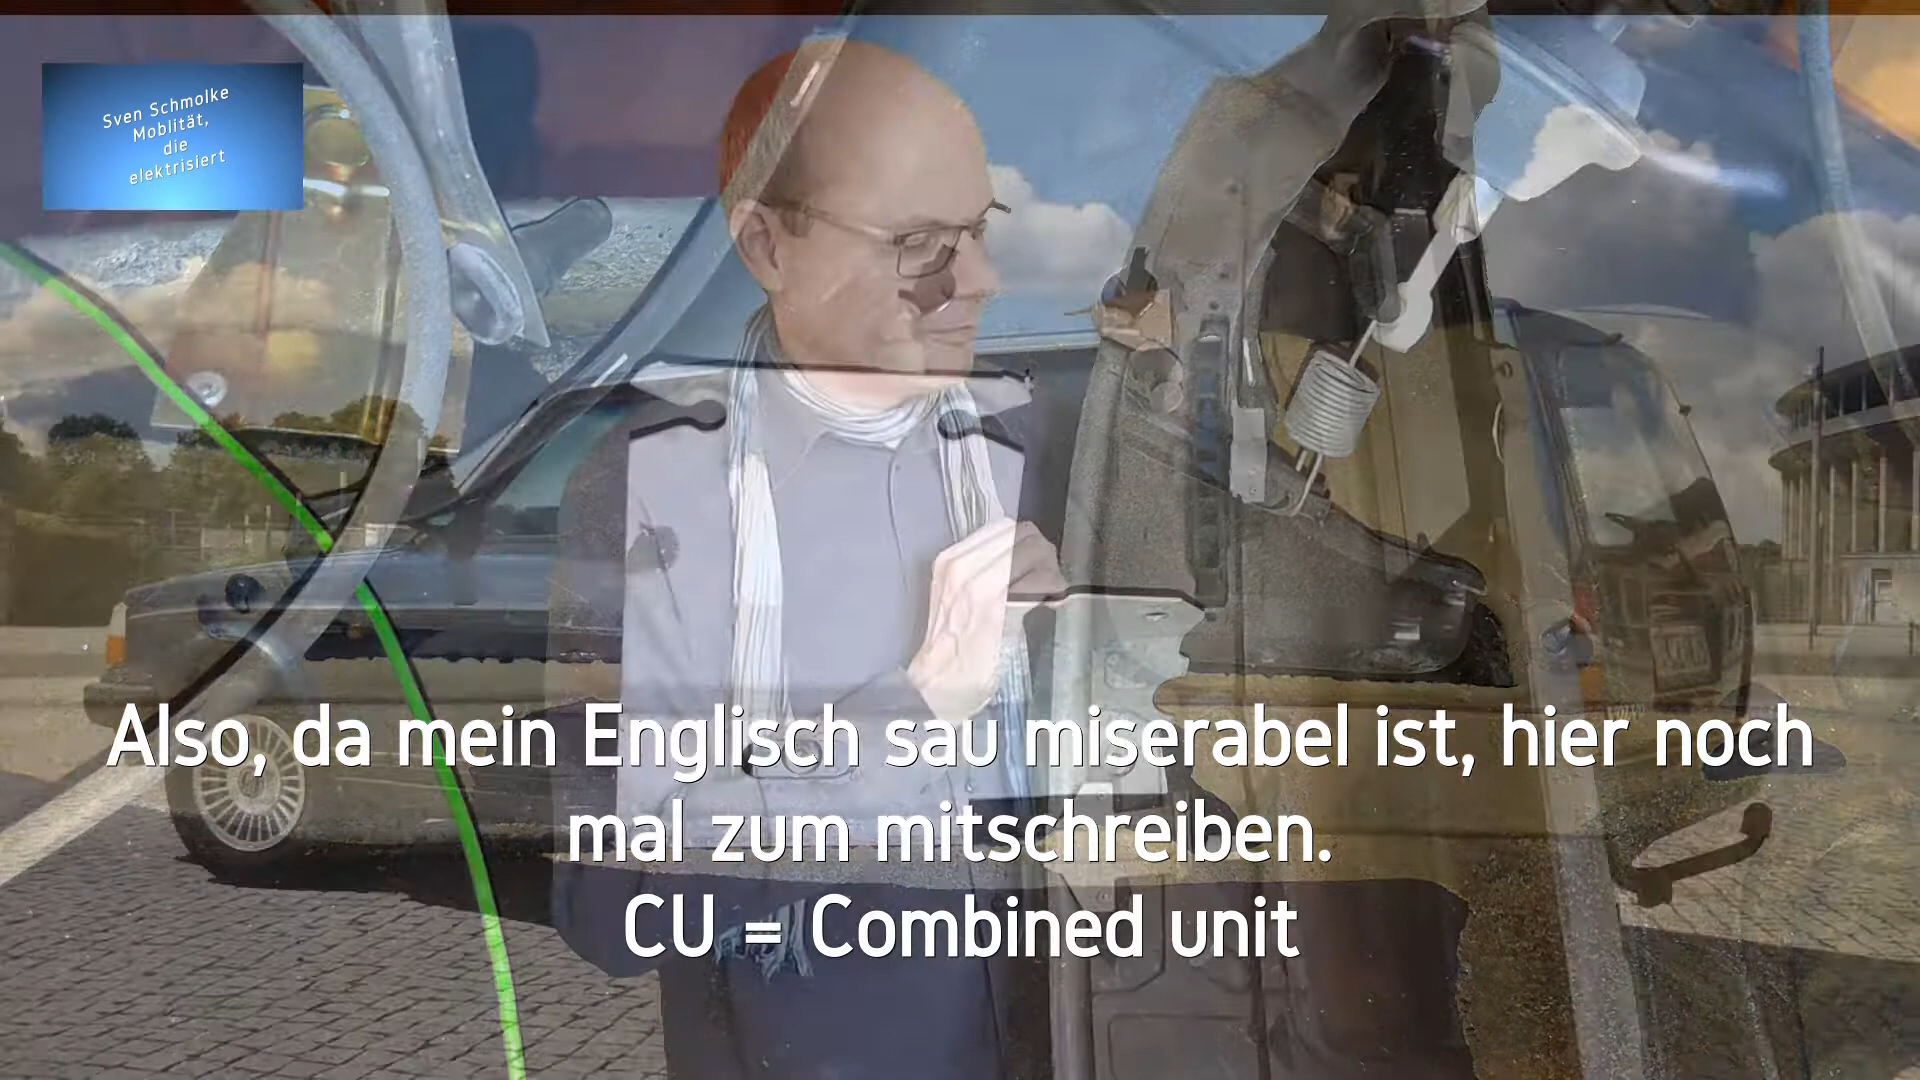 Sven Schmolke
Moblität,
die
elektrisiert
Also, da mein Englisch sau miserabel ist, hier noch
mal zum mitschreiben.
CU = Combined unit